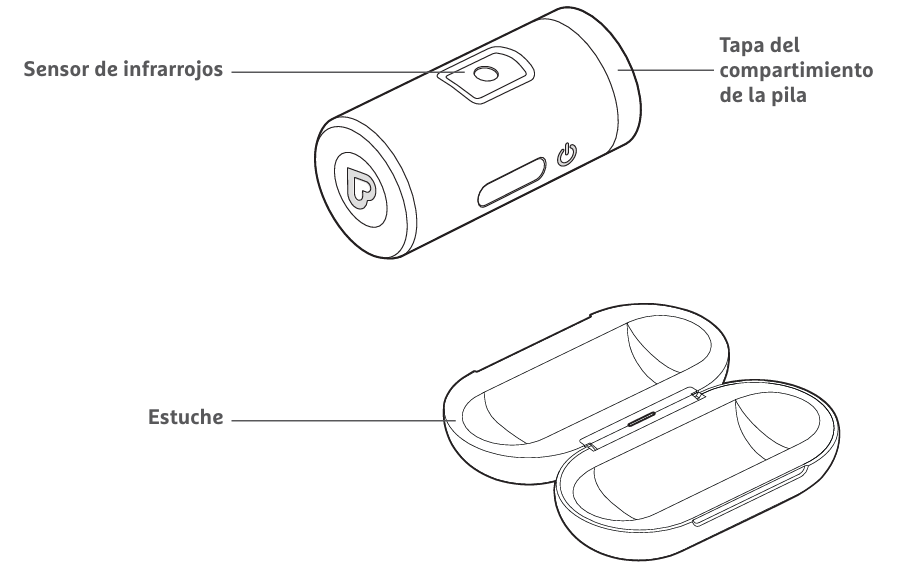 Sensor de infrarrojos
Tapa del
compartimiento
de la pila
Estuche